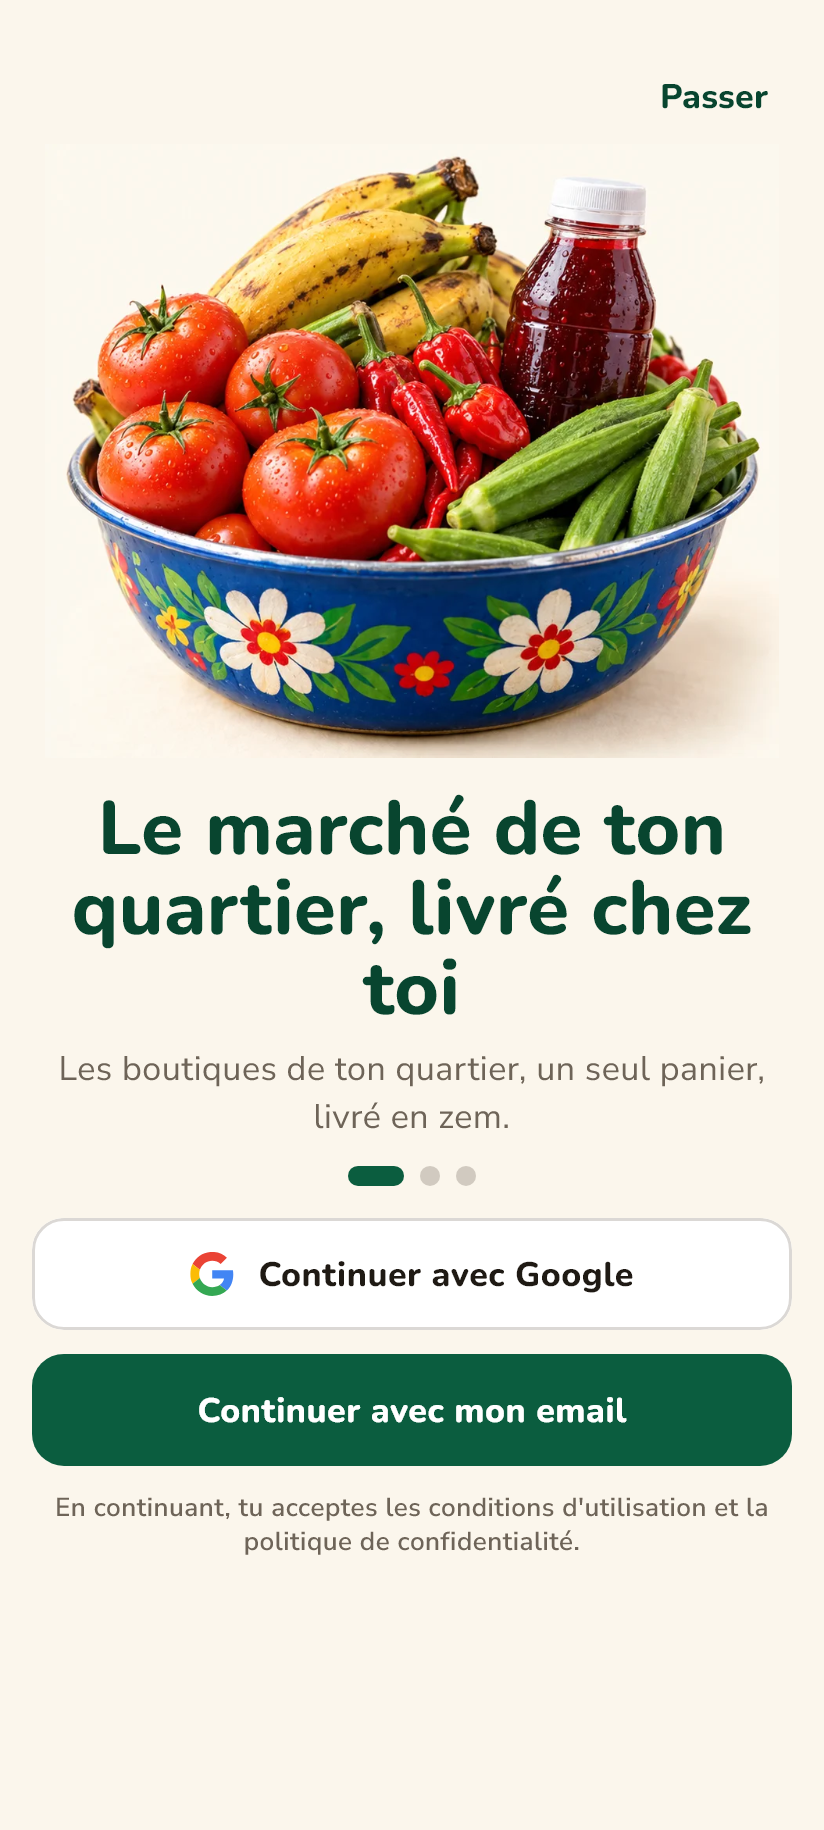 Passer
Le marché de ton
quartier, livré chez
toi
Les boutiques de ton quartier, un seul panier,
livré en zem.
Continuer avec Google
Continuer avec mon email
En continuant, tu acceptes les conditions d'utilisation et la
politique de confidentialité.